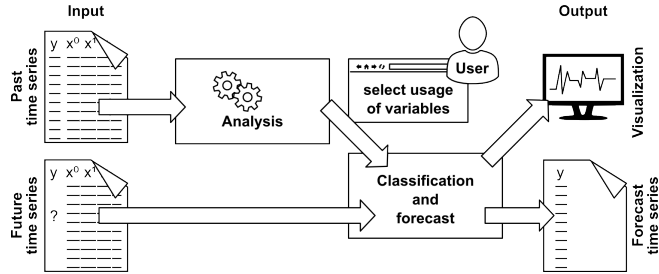 Input
Output
y x⁰ x¹
Past
time series
Analysis
User
select usage
of variables
Visualization
y x⁰ x¹
?
Future
time series
Classification
and
forecast
y
Forecast
time series